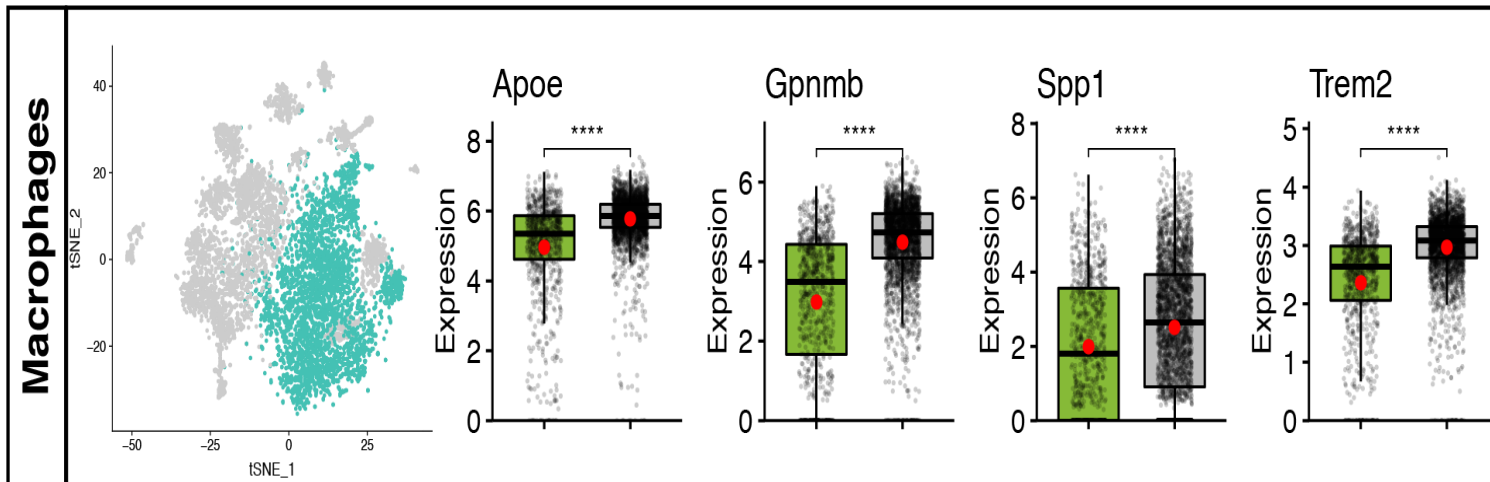 Macrophages
tSNE_2
40
20
0
−20
−50
−25
0
25
tSNE_1
Apoe
****
Expression
8
6
4
2
0
Gpnmb
****
Expression
6
4
2
0
Spp1
****
Expression
8
6
4
2
0
Trem2
****
Expression
5
4
3
2
1
0